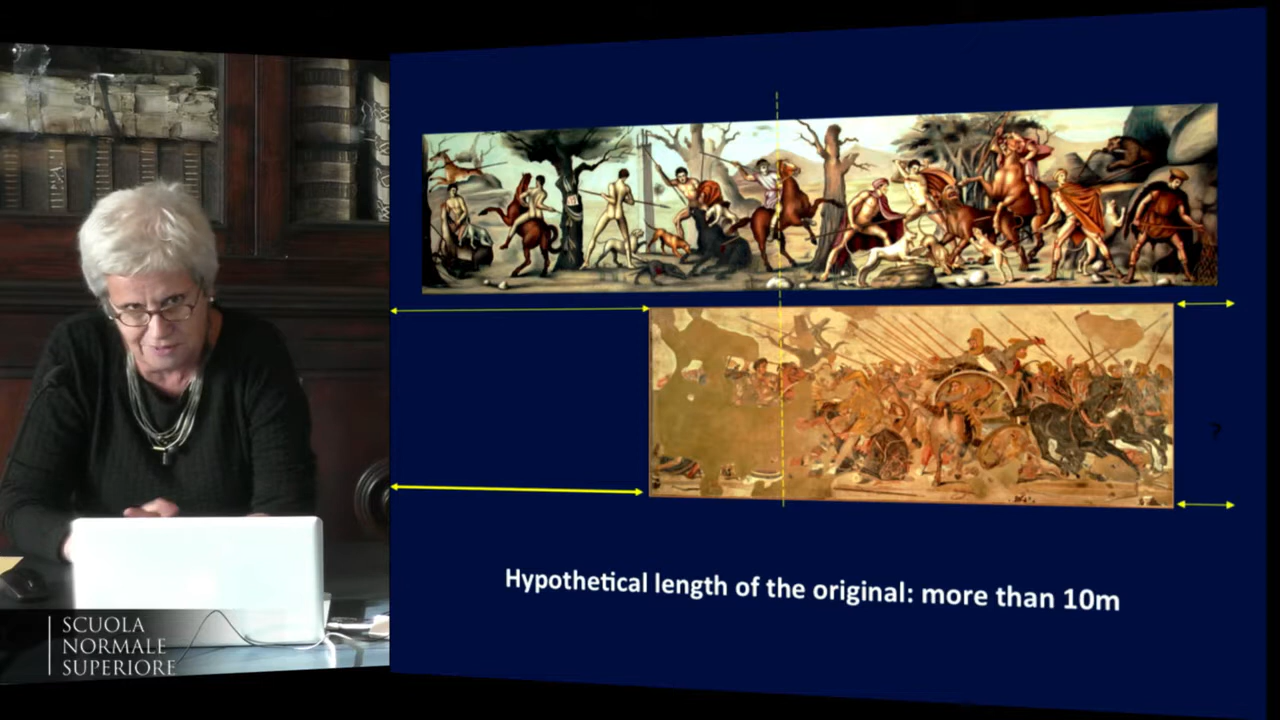 Hypothetical length of the original: more than 10m
?
SCUOLA
NORMALE
SUPERIORE